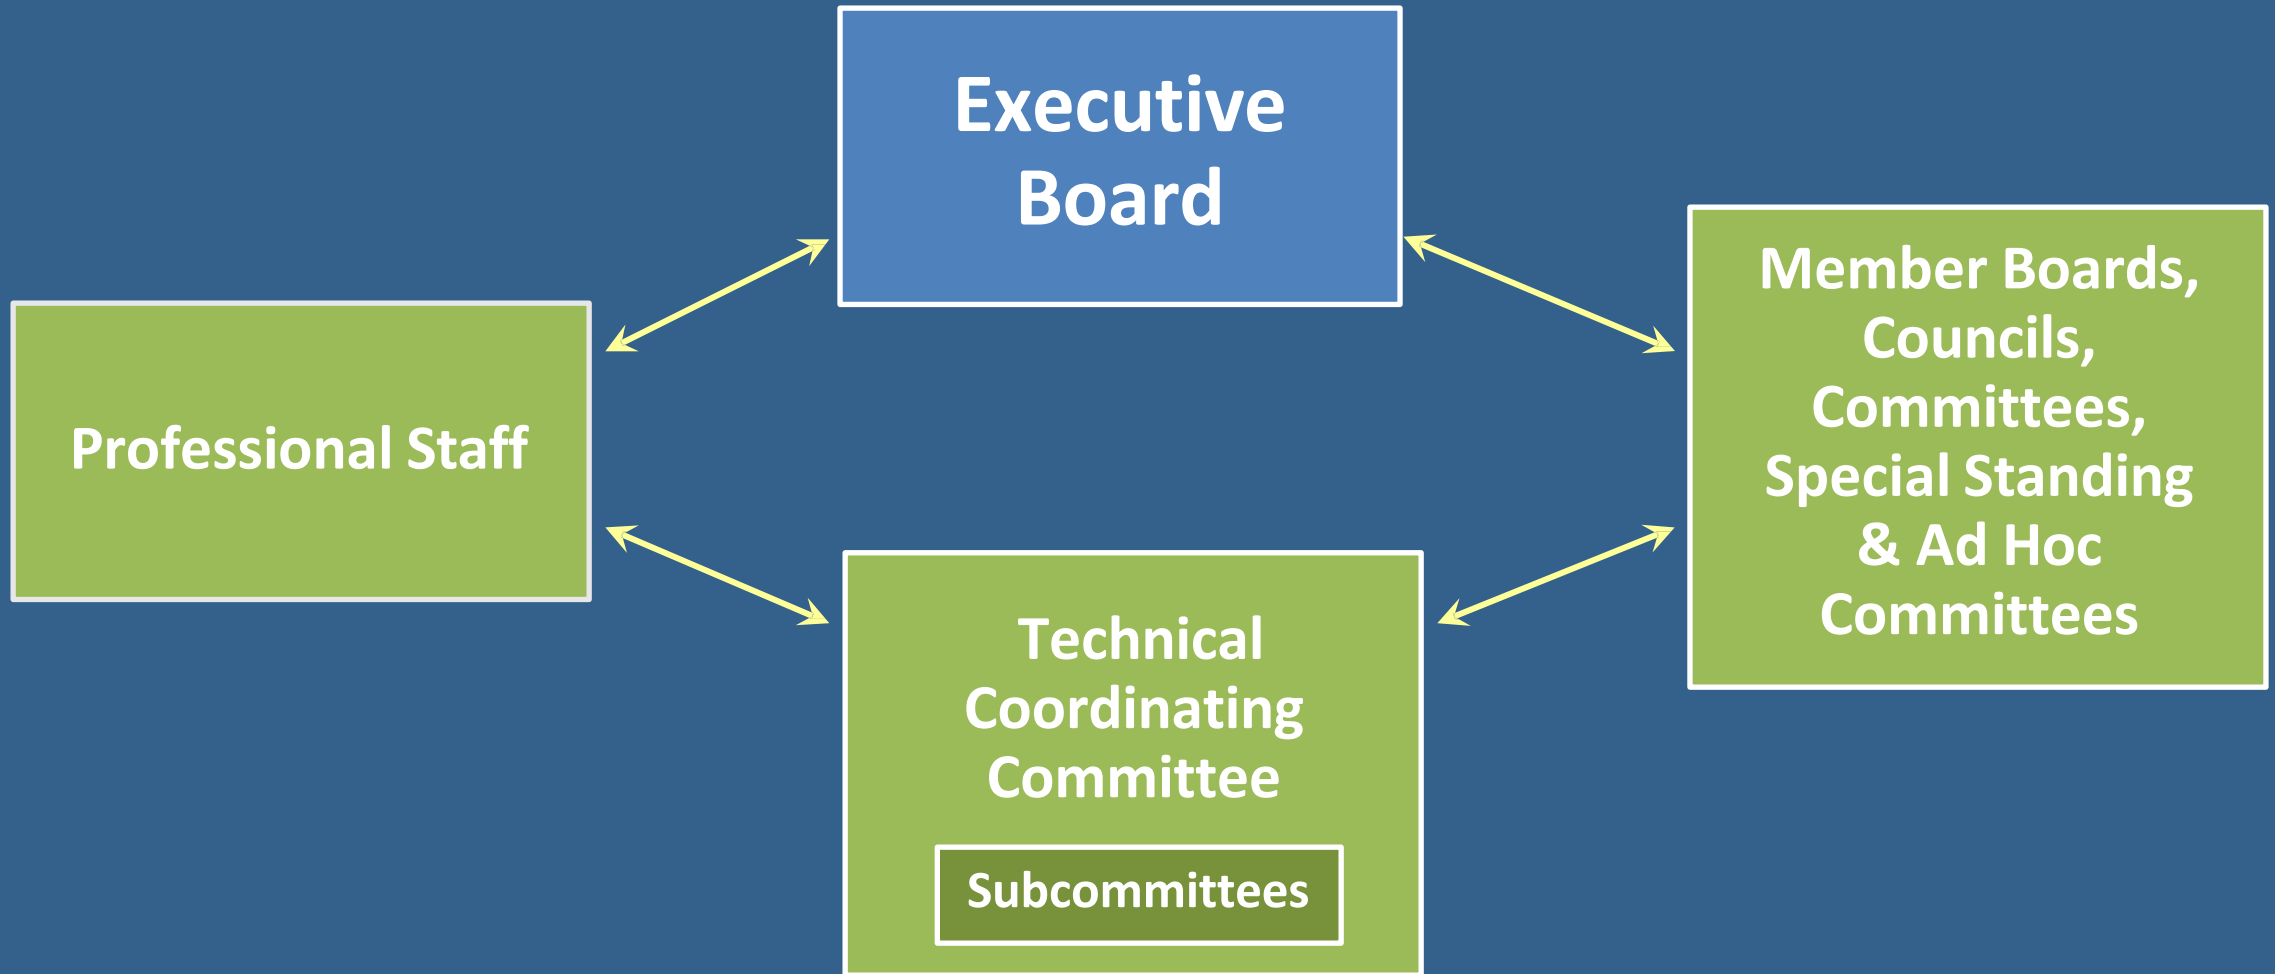 Executive
Board
Professional Staff
Member Boards,
Councils,
Committees,
Special Standing
& Ad Hoc
Committees
Technical
Coordinating
Committee
Subcommittees